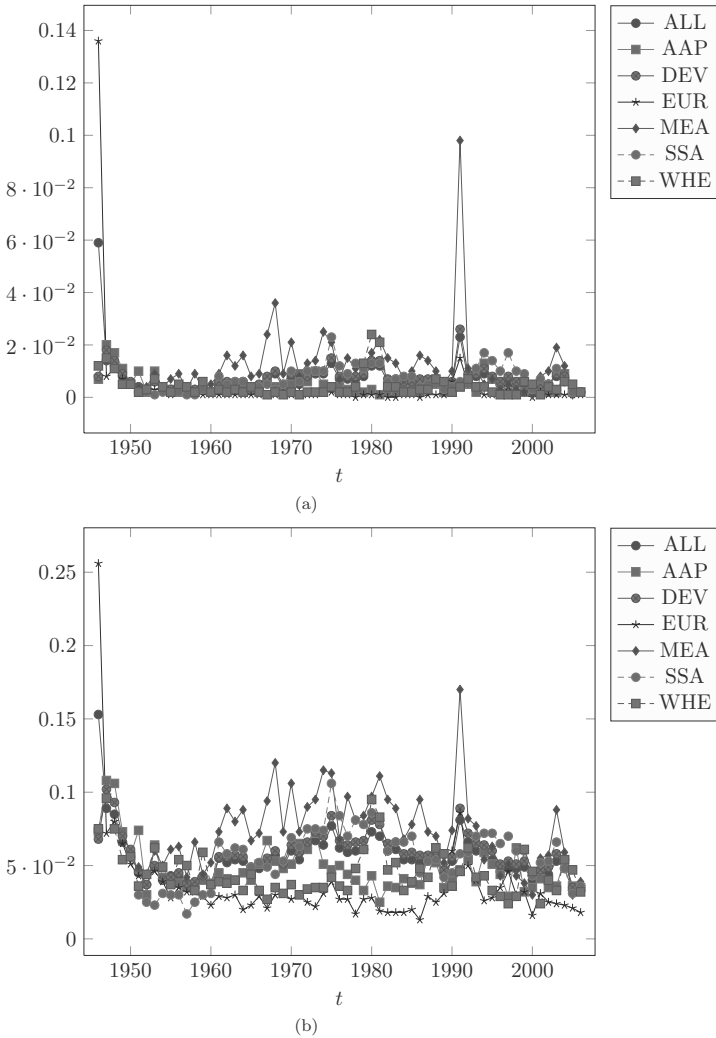 0.14
0.12
0.1
8 · 10⁻²
6 · 10⁻²
4 · 10⁻²
2 · 10⁻²
0
1950 1960 1970 1980 1990 2000
t
ALL
AAP
DEV
EUR
MEA
SSA
WHE
(a)
0.25
0.2
0.15
0.1
5 · 10⁻²
0
1950 1960 1970 1980 1990 2000
t
ALL
AAP
DEV
EUR
MEA
SSA
WHE
(b)